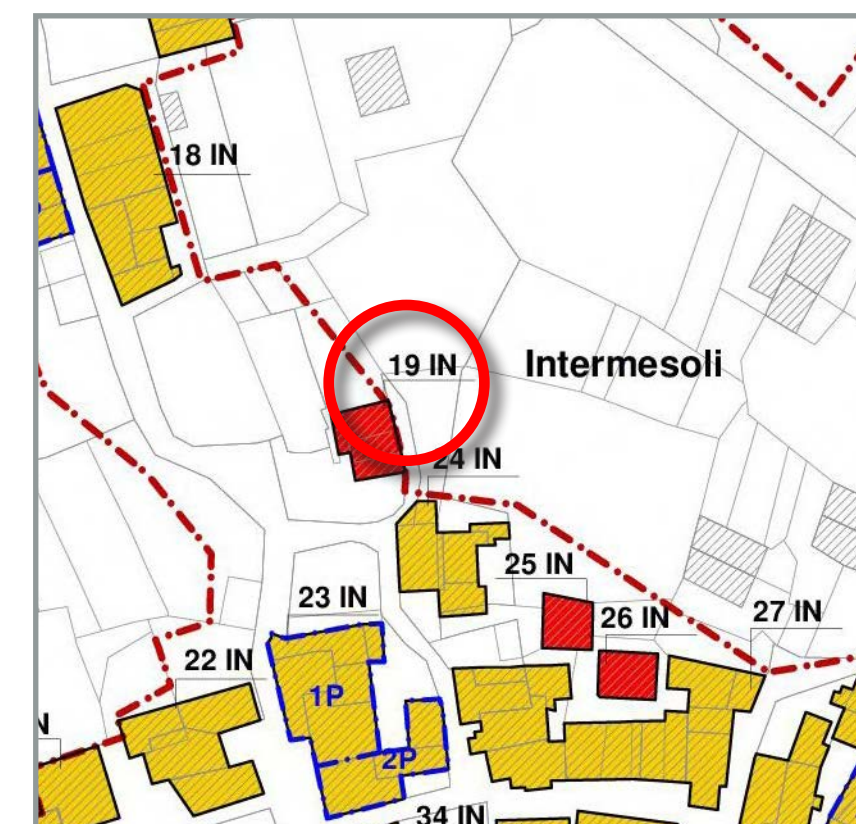 18 IN
19 IN
Intermesoli
24 IN
25 IN
23 IN
26 IN
27 IN
22 IN
1P
N
2P
34 IN